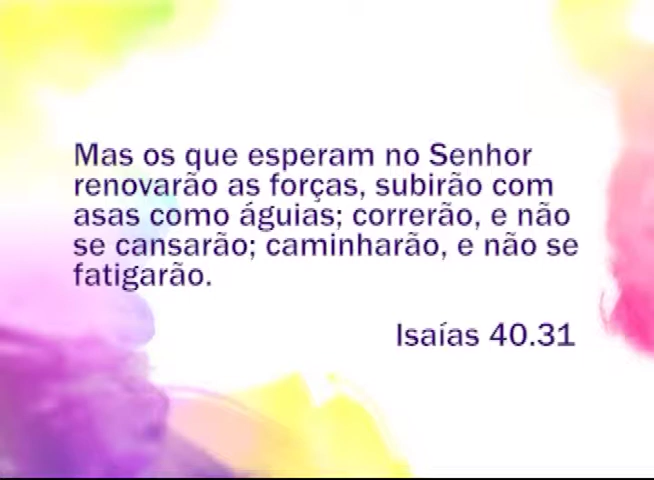 Mas os que esperam no Senhor
renovarão as forças, subirão com
asas como águias; correrão, e não
se cansarão; caminharão, e não se
fatigarão.
Isaías 40.31